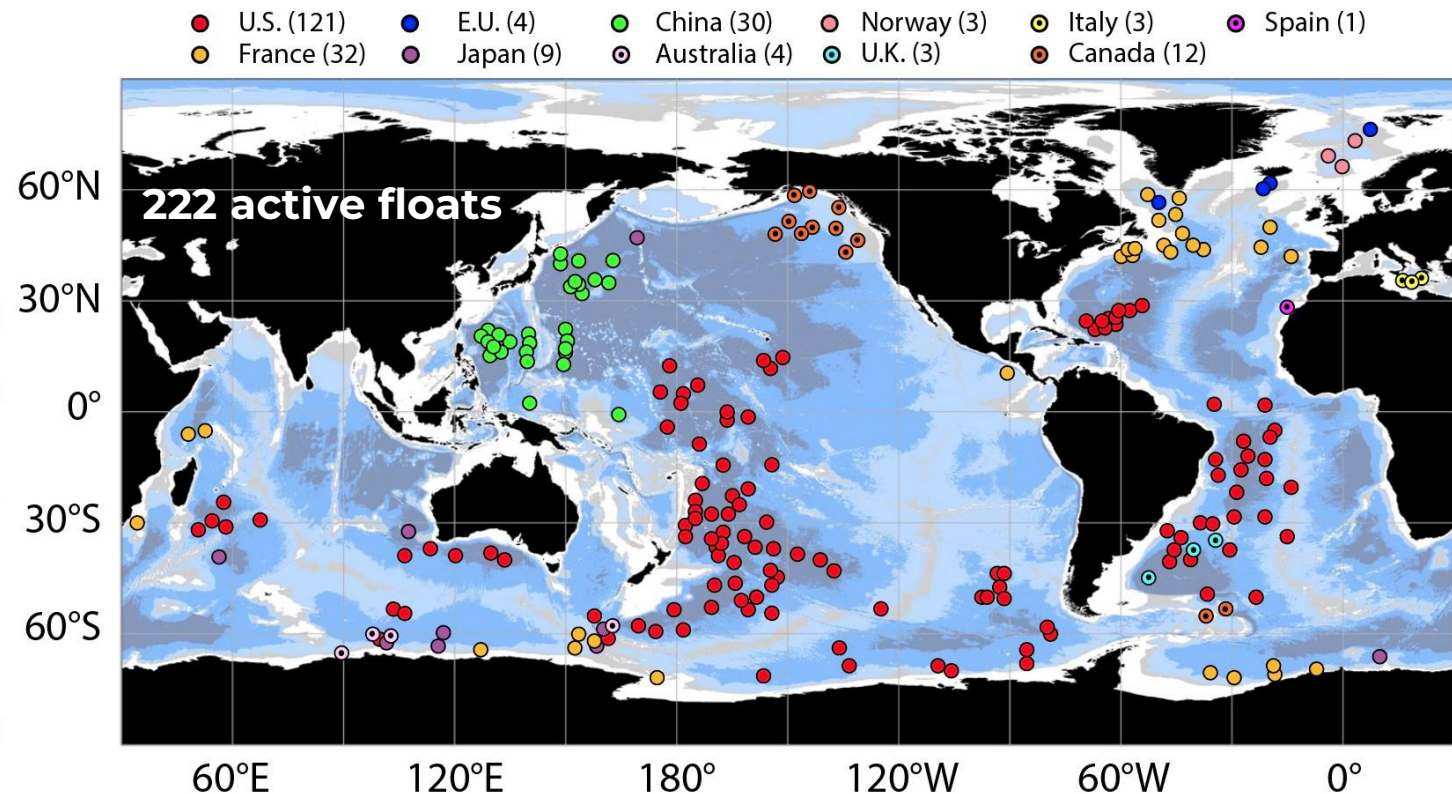 U.S. (121) E.U. (4) China (30) Norway (3) Italy (3) Spain (1)
France (32) Japan (9) Australia (4) U.K. (3) Canada (12)
60°N
222 active floats
30°N
0°
30°S
60°S
60°E 120°E 180° 120°W 60°W 0°